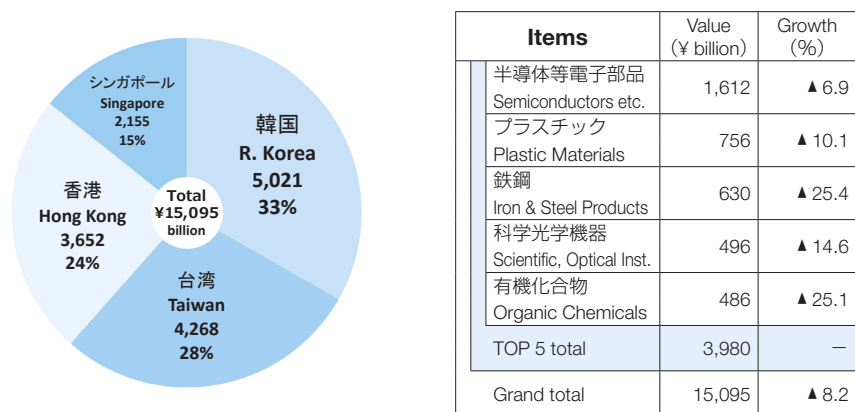 シンガポール
Singapore
2,155
15%
韓国
R. Korea
5,021
33%
香港
Hong Kong
3,652
24%
Total
¥15,095
billion
台湾
Taiwan
4,268
28%
Items Value (¥ billion) Growth (%)
半導体等電子部品
Semiconductors etc. 1,612 ▲6.9
プラスチック
Plastic Materials 756 ▲10.1
鉄鋼
Iron & Steel Products 630 ▲25.4
科学光学機器
Scientific, Optical Inst. 496 ▲14.6
有機化合物
Organic Chemicals 486 ▲25.1
TOP 5 total 3,980 －
Grand total 15,095 ▲8.2